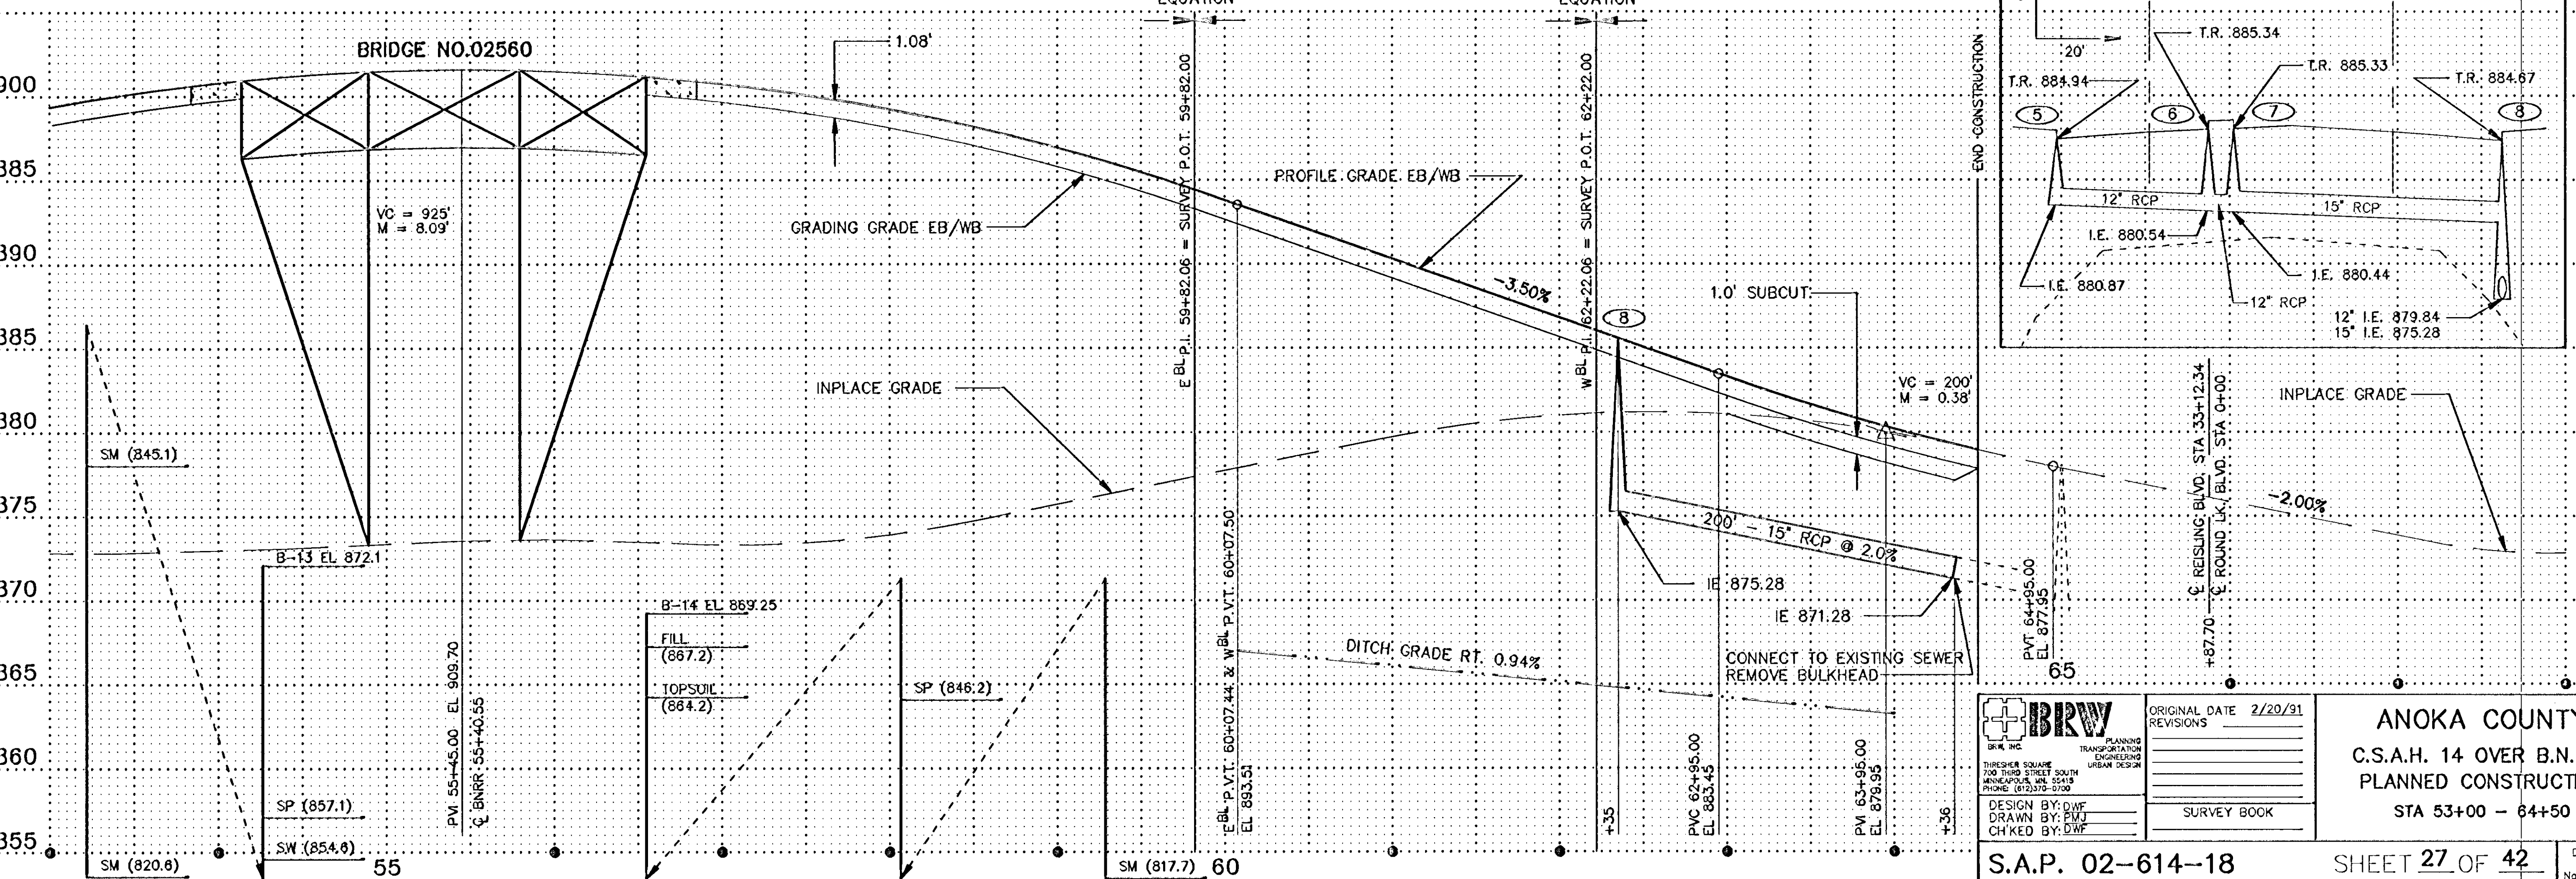 EQUATION
EQUATION
BRIDGE NO.02560
1.08'
900
385
390
385
380
375
370
365
360
355
VC = 925'
M = 8.09'
GRADING GRADE EB/WB
PROFILE GRADE EB/WB
-3.50%
INPLACE GRADE
E BL P.I. 59+82.06 = SURVEY P.O.T. 59+82.00
W BL P.I. 62+22.06 = SURVEY P.O.T. 62+22.00
END CONSTRUCTION
1.0' SUBCUT
8
VC = 200'
M = 0.38'
SM (845.1)
B-13 EL 872.1
B-14 EL 869.25
FILL
(867.2)
TOPSOIL
(864.2)
SP (846.2)
SP (857.1)
SW (854.6)
SM (820.6)
SM (817.7)
55
60
65
PVI 55+45.00 EL 909.70
℄ BNRR 55+40.55
E BL P.V.T. 60+07.44 & W BL P.V.T. 60+07.50
EL 893.51
DITCH GRADE RT. 0.94%
200' - 15" RCP @ 2.0%
IE 875.28
IE 871.28
CONNECT TO EXISTING SEWER
REMOVE BULKHEAD
+35
PVC 62+95.00
EL 883.45
PVI 63+95.00
EL 879.95
+36
PVT 64+95.00
EL 877.95
+87.70
℄ REISLING BLVD. STA 33+12.34
℄ ROUND LK. BLVD. STA 0+00
-2.00%
INPLACE GRADE
20'
T.R. 885.34
T.R. 885.33
T.R. 884.94
T.R. 884.67
5
6
7
8
12" RCP
15" RCP
I.E. 880.54
I.E. 880.44
I.E. 880.87
12" RCP
12" I.E. 879.84
15" I.E. 875.28
BRW
BRW, INC.
PLANNING
TRANSPORTATION
ENGINEERING
URBAN DESIGN
THRESHER SQUARE
700 THIRD STREET SOUTH
MINNEAPOLIS, MN. 55415
PHONE: (612)370-0700
DESIGN BY: DWF
DRAWN BY: PMJ
CH'KED BY: DWF
ORIGINAL DATE 2/20/91
REVISIONS
SURVEY BOOK
ANOKA COUNTY
C.S.A.H. 14 OVER B.N.
PLANNED CONSTRUCT
STA 53+00 - 64+50
S.A.P. 02-614-18
SHEET 27 OF 42